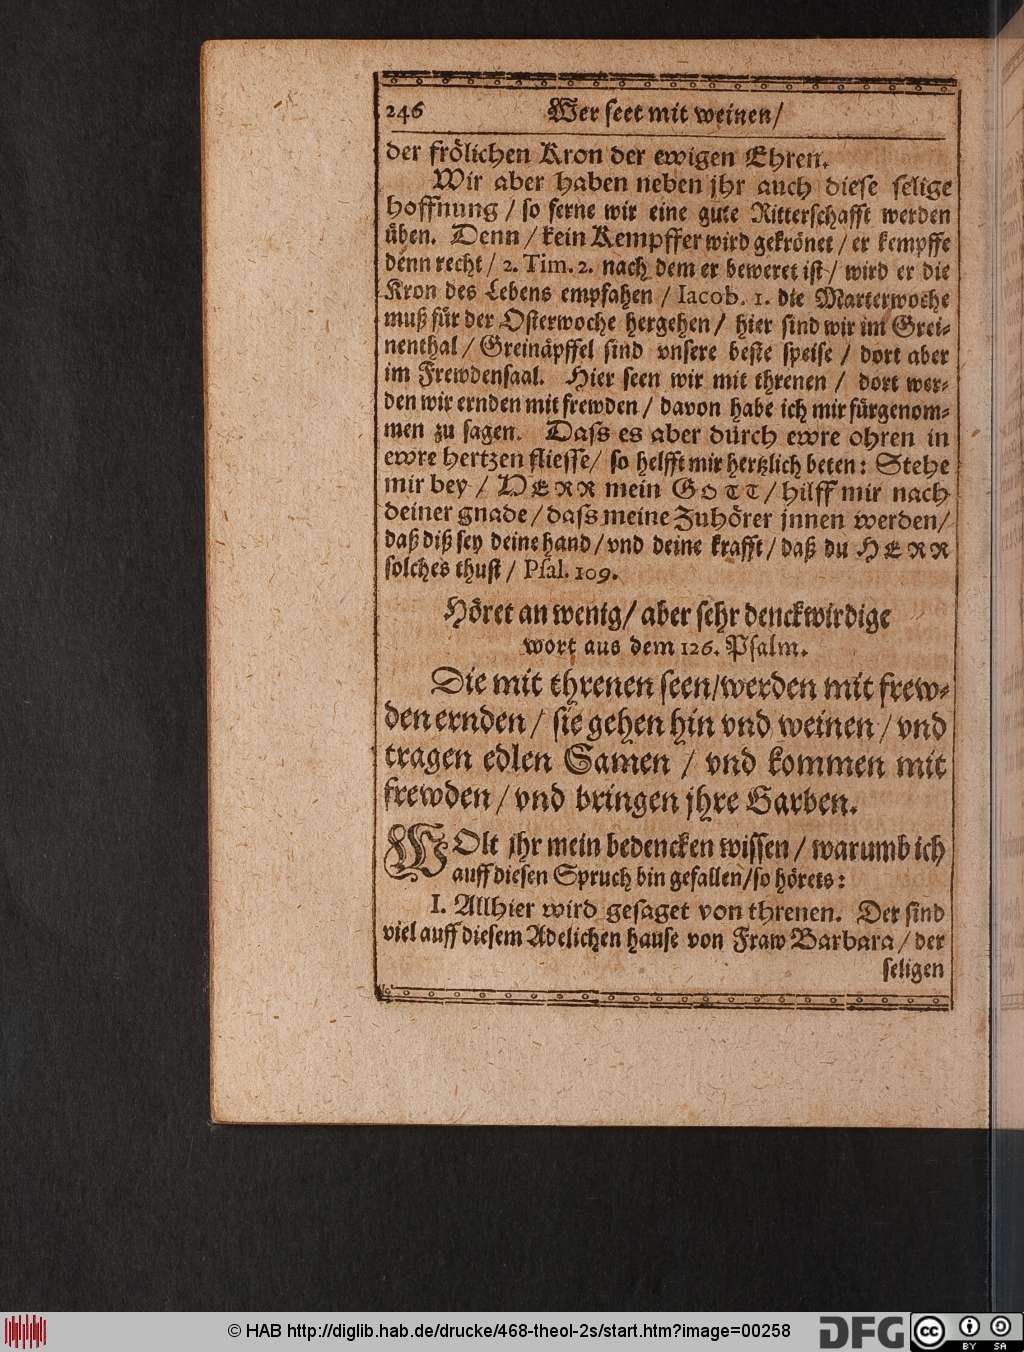 246 Wer seet mit weinen/
der frölichen Kron der ewigen Ehren.
Wir aber haben neben jhr auch diese selige
hoffnung / so ferne wir eine gute Ritterschafft werden
üben. Denn / kein Kempffer wird gekrönet / er kempffe
denn recht / 2. Tim. 2. nach dem er beweret ist / wird er die
Kron des Lebens empfahen / Iacob. 1. die Marterwoche
muß für der Osterwoche hergehen / hier sind wir im Grei-
nenthal / Greinäpffel sind vnsere beste speise / dort aber
im Frewdensaal. Hier seen wir mit threnen / dort wer-
den wir ernden mit frewden / davon habe ich mir fürgenom-
men zu sagen. Dass es aber durch ewre ohren in
ewre hertzen fliesse/ so helfft mir hertzlich beten: Stehe
mir bey / HERR mein GOTT / hilff mir nach
deiner gnade / dass meine Zuhörer jnnen werden/
daß diß sey deine hand / vnd deine krafft / daß du HERR
solches thust / Psal. 109.
Höret an wenig/ aber sehr denckwirdige
wort aus dem 126. Psalm.
Die mit threnen seen/werden mit frew-
den ernden / sie gehen hin vnd weinen / vnd
tragen edlen Samen / vnd kommen mit
frewden / vnd bringen jhre Garben.
WOlt jhr mein bedencken wissen / warumb ich
auff diesen Spruch bin gefallen/so hörets:
I. Allhier wird gesaget von threnen. Der sind
viel auff diesem Adelichen hause von Fraw Barbara / der
seligen
© HAB http://diglib.hab.de/drucke/468-theol-2s/start.htm?image=00258
DFG
cc BY SA